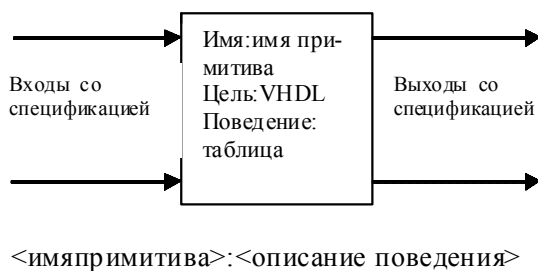 Имя:имя при-
митива
Цель:VHDL
Поведение:
таблица
Входы со
спецификацией
Выходы со
спецификацией
<имяпримитива>:<описание поведения>